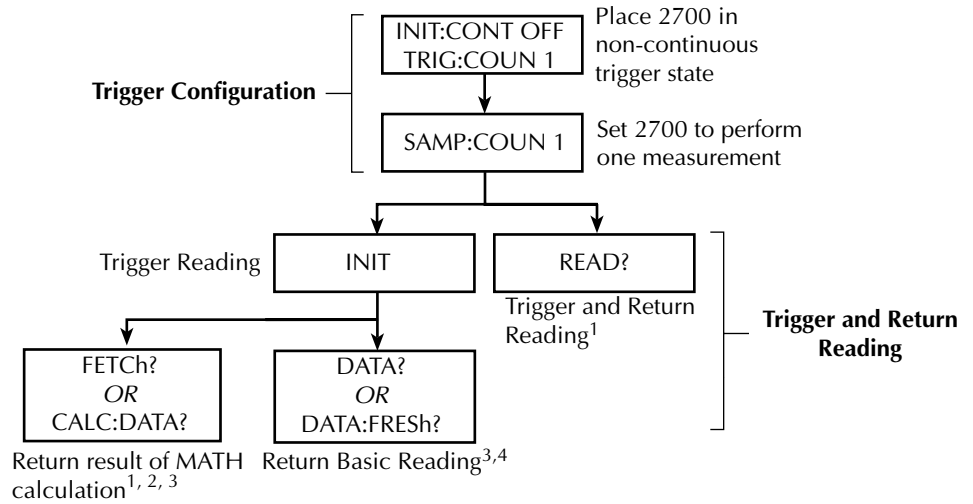 INIT:CONT OFF
TRIG:COUN 1
Place 2700 in
non-continuous
trigger state
Trigger Configuration
SAMP:COUN 1
Set 2700 to perform
one measurement
Trigger Reading
INIT
READ?
Trigger and Return
Reading1
Trigger and Return
Reading
FETCh?
OR
CALC:DATA?
DATA?
OR
DATA:FRESh?
Return result of MATH
calculation1, 2, 3
Return Basic Reading3,4